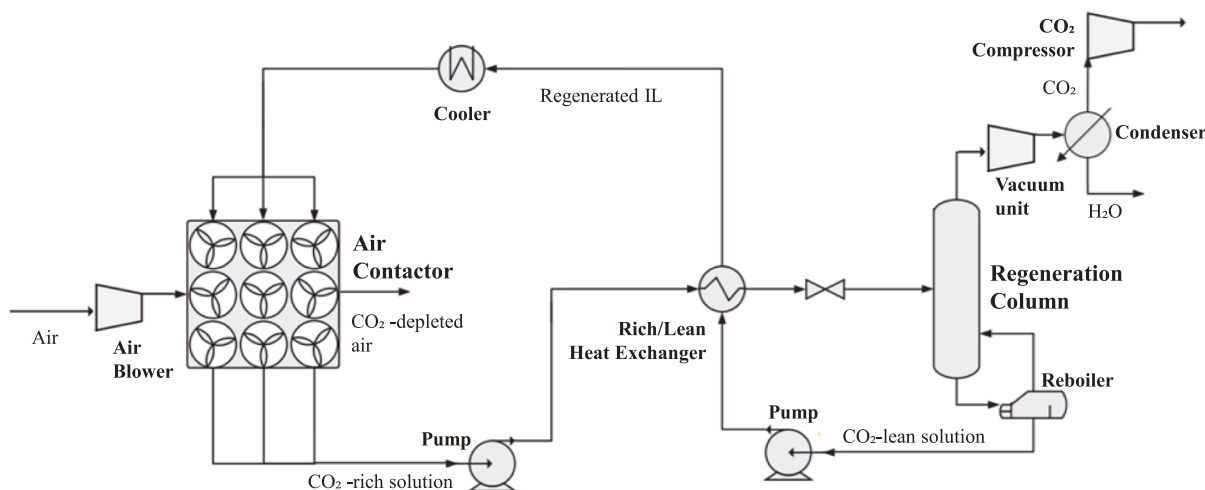 CO₂
Compressor
CO₂
Condenser
Vacuum
unit
H₂O
Regenerated IL
Cooler
Air
Contactor
CO₂ -depleted
air
Air
Air
Blower
Rich/Lean
Heat Exchanger
Regeneration
Column
Reboiler
Pump
CO₂-lean solution
Pump
CO₂ -rich solution